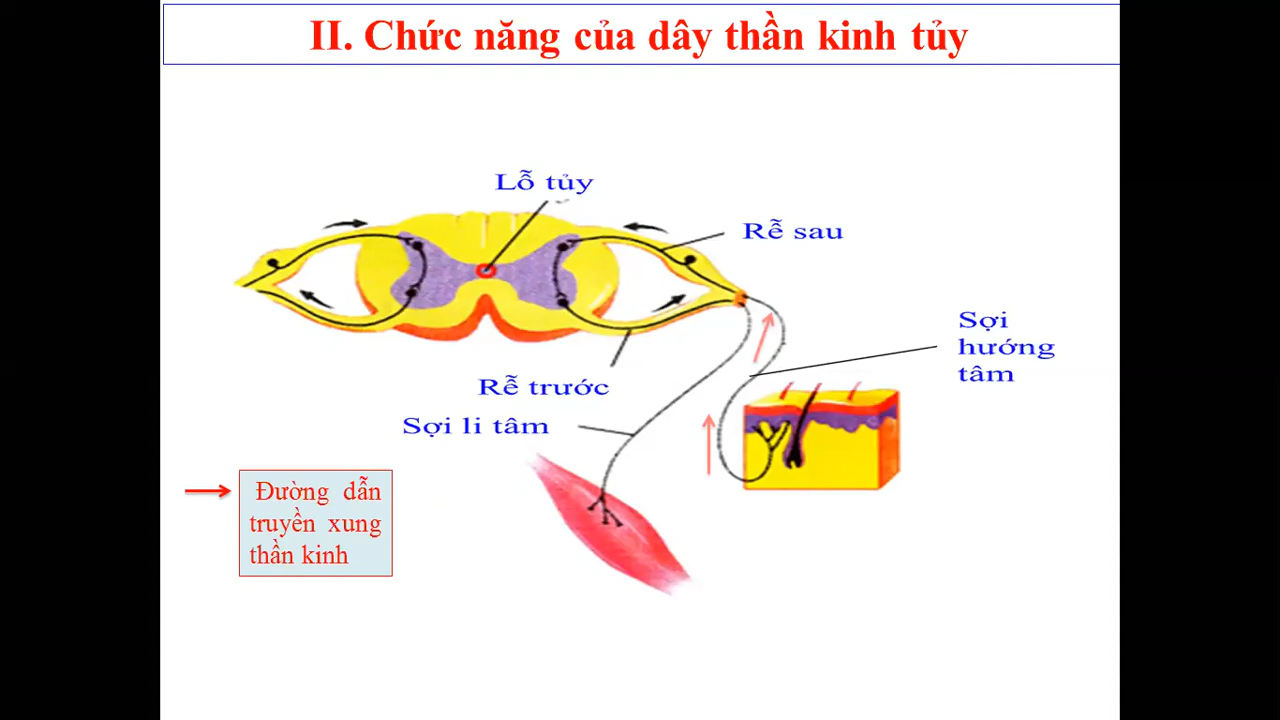 II. Chức năng của dây thần kinh tủy
Lỗ tủy
Rễ sau
Sợi
hướng
tâm
Rễ trước
Sợi li tâm
Đường dẫn
truyền xung
thần kinh